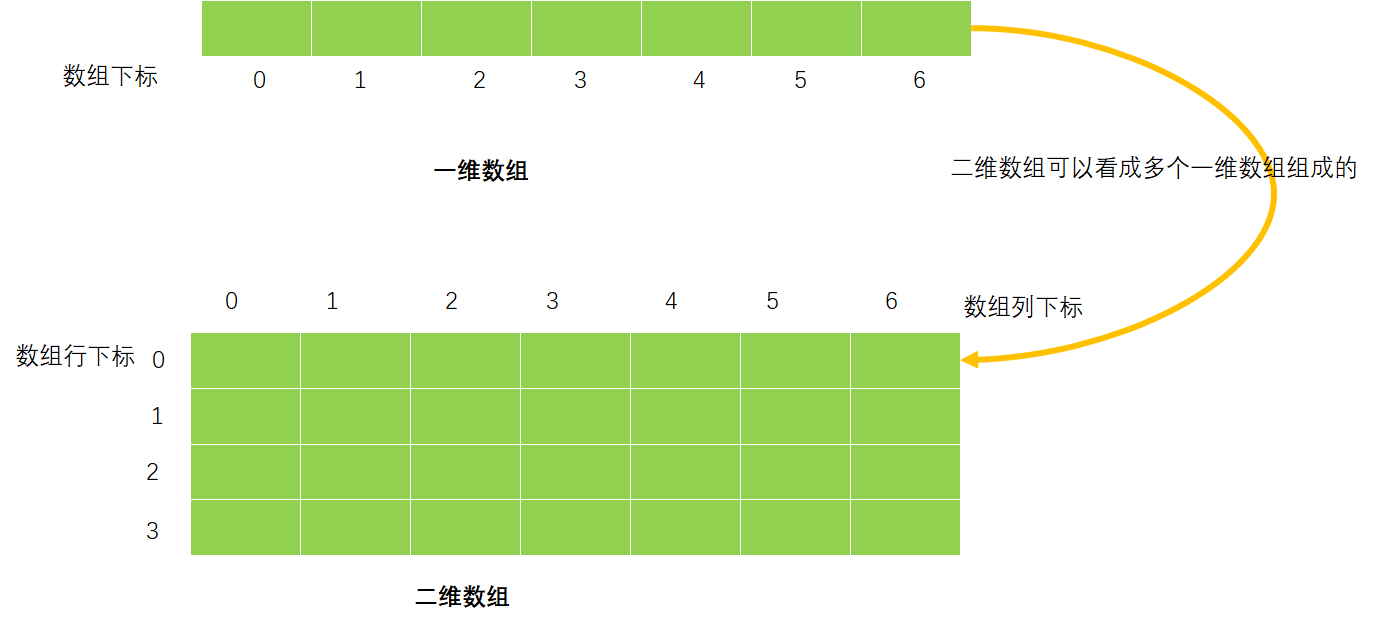 数组下标 0 1 2 3 4 5 6
一维数组
二维数组可以看成多个一维数组组成的
0 1 2 3 4 5 6 数组列下标
数组行下标 0
1
2
3
二维数组